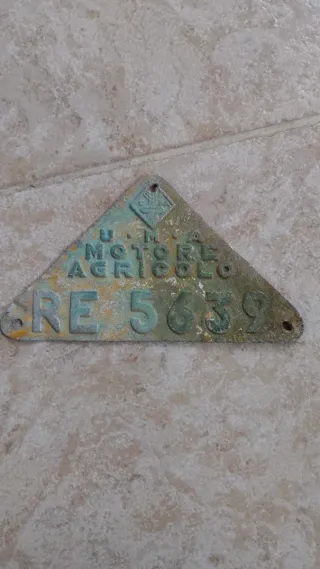 U · M · A
MOTORE
AGRICOLO
RE 5639